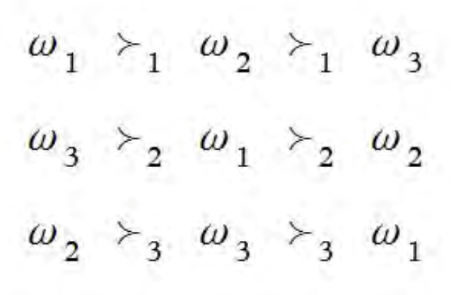 ω₁ ≻₁ ω₂ ≻₁ ω₃
ω₃ ≻₂ ω₁ ≻₂ ω₂
ω₂ ≻₃ ω₃ ≻₃ ω₁